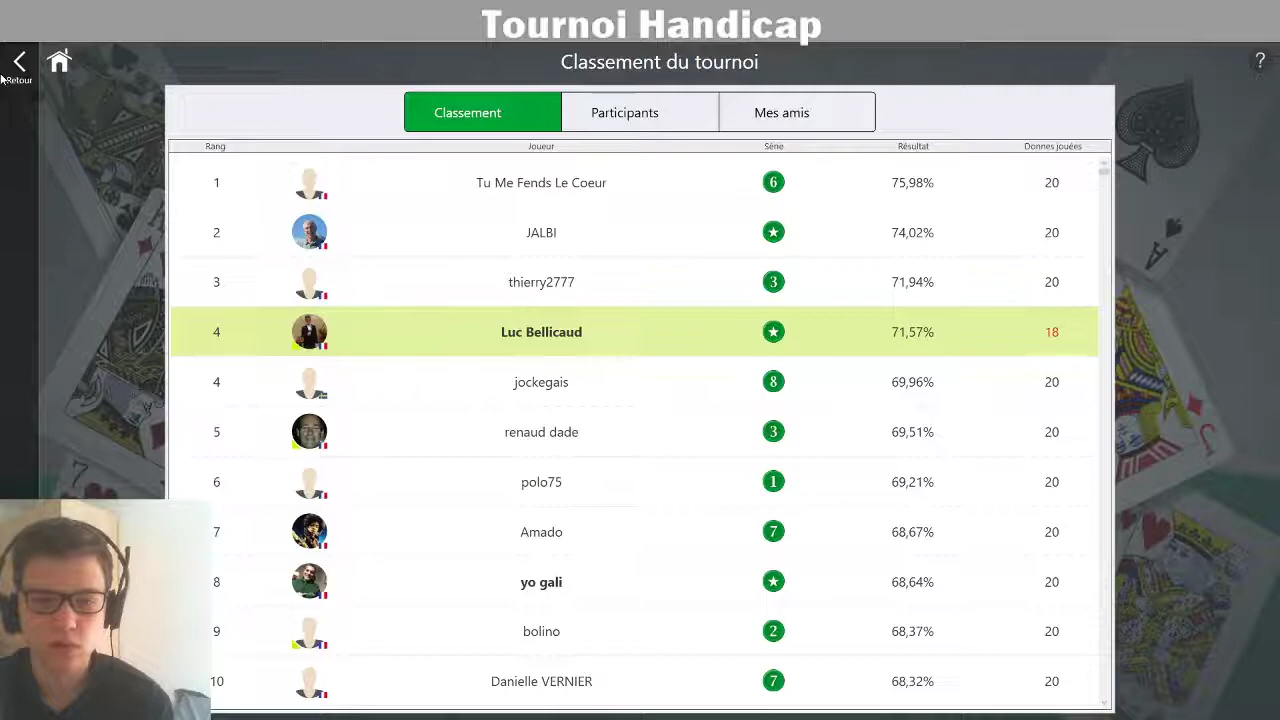 Tournoi Handicap
Retour
Classement du tournoi
?
Classement Participants Mes amis
Rang Joueur Série Résultat Donnes jouées
1 Tu Me Fends Le Coeur 6 75,98% 20
2 JALBI 74,02% 20
3 thierry2777 3 71,94% 20
4 Luc Bellicaud 71,57% 18
4 jockegais 8 69,96% 20
5 renaud dade 3 69,51% 20
6 polo75 1 69,21% 20
7 Amado 7 68,67% 20
8 yo gali 68,64% 20
9 bolino 2 68,37% 20
10 Danielle VERNIER 7 68,32% 20
A
7